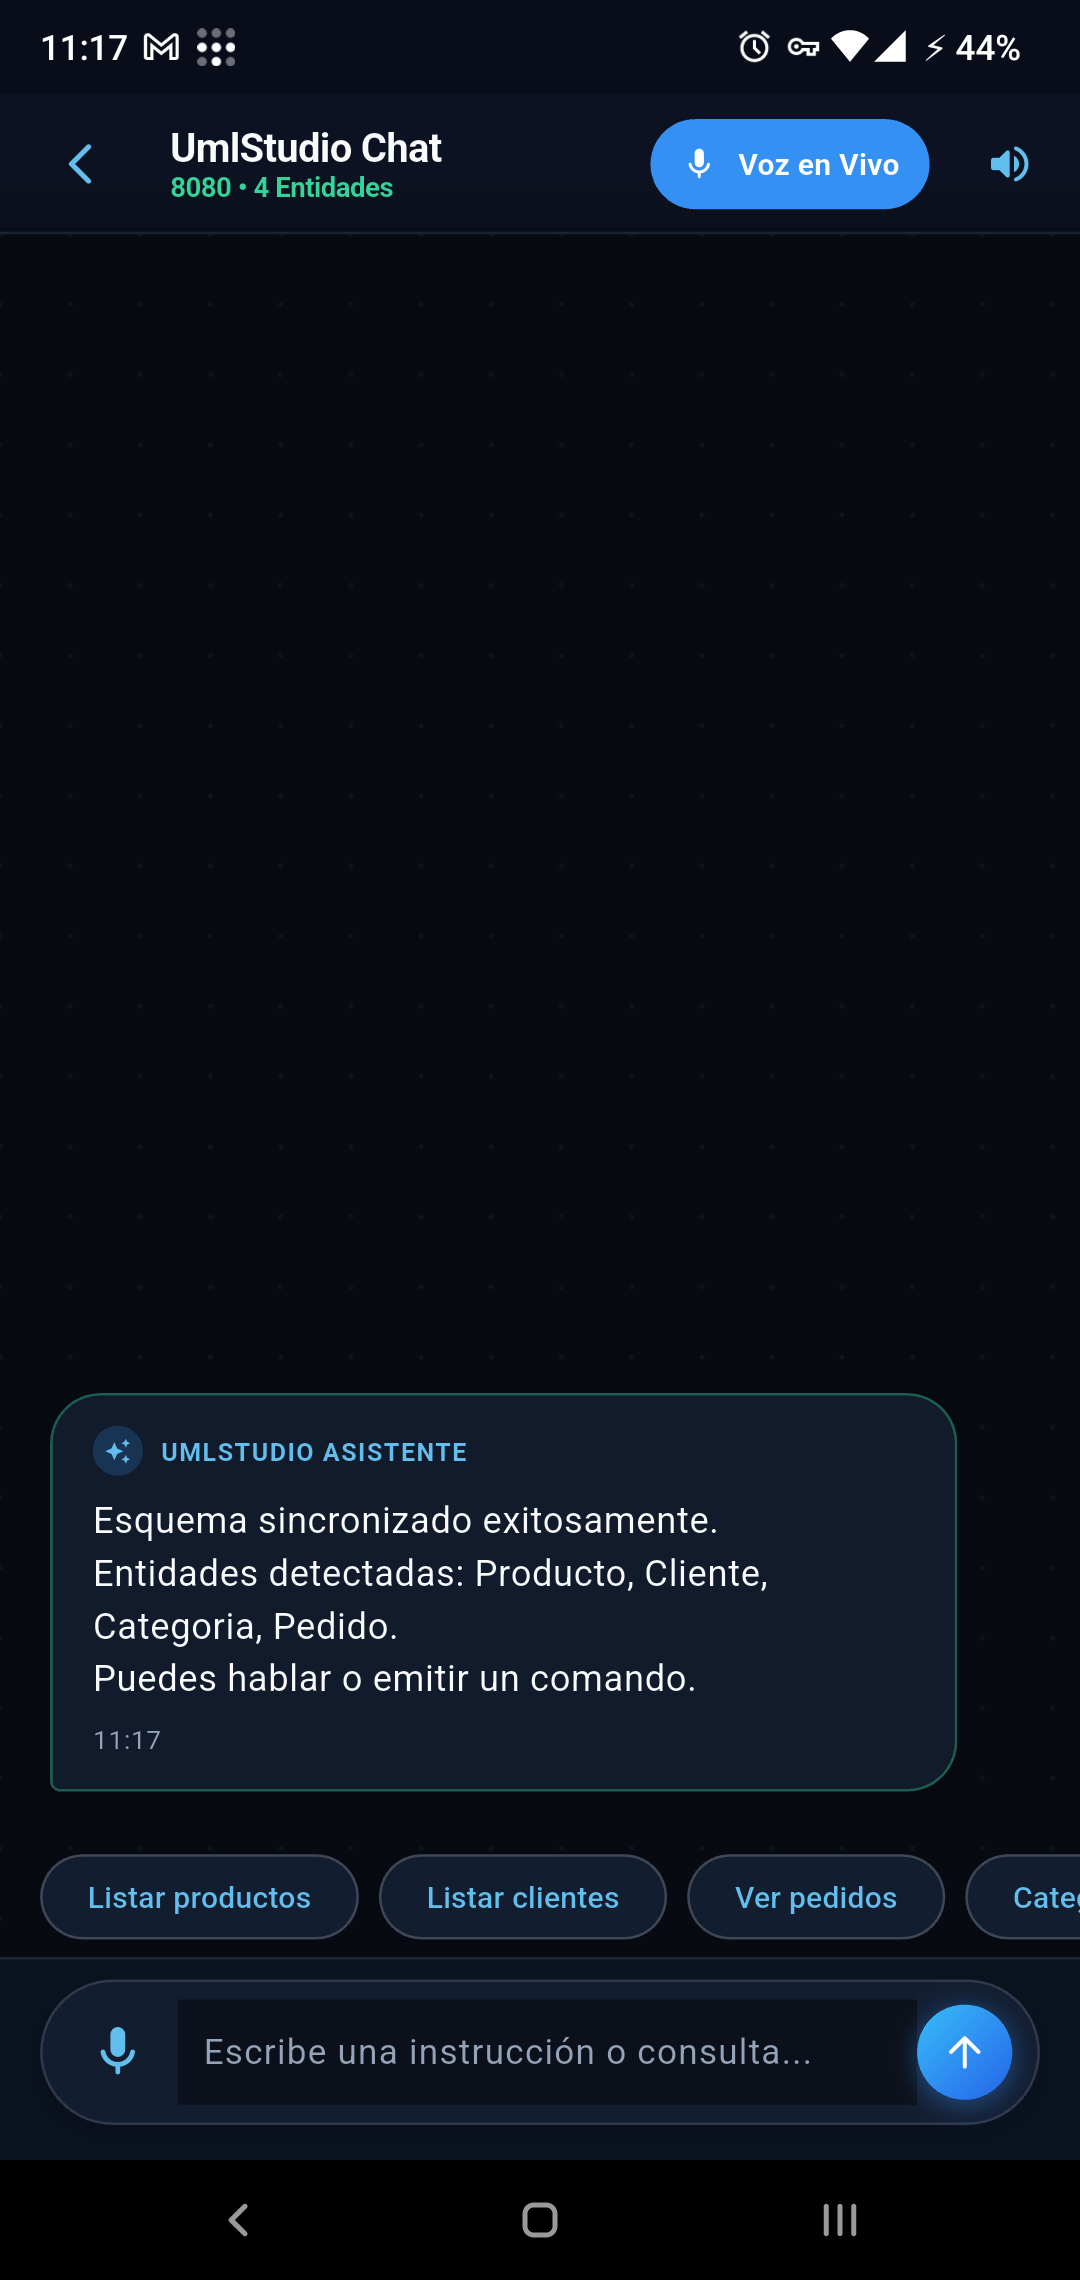 11:17
44%
UmlStudio Chat
8080 • 4 Entidades
Voz en Vivo
UMLSTUDIO ASISTENTE
Esquema sincronizado exitosamente.
Entidades detectadas: Producto, Cliente,
Categoria, Pedido.
Puedes hablar o emitir un comando.
11:17
Listar productos
Listar clientes
Ver pedidos
Escribe una instrucción o consulta...